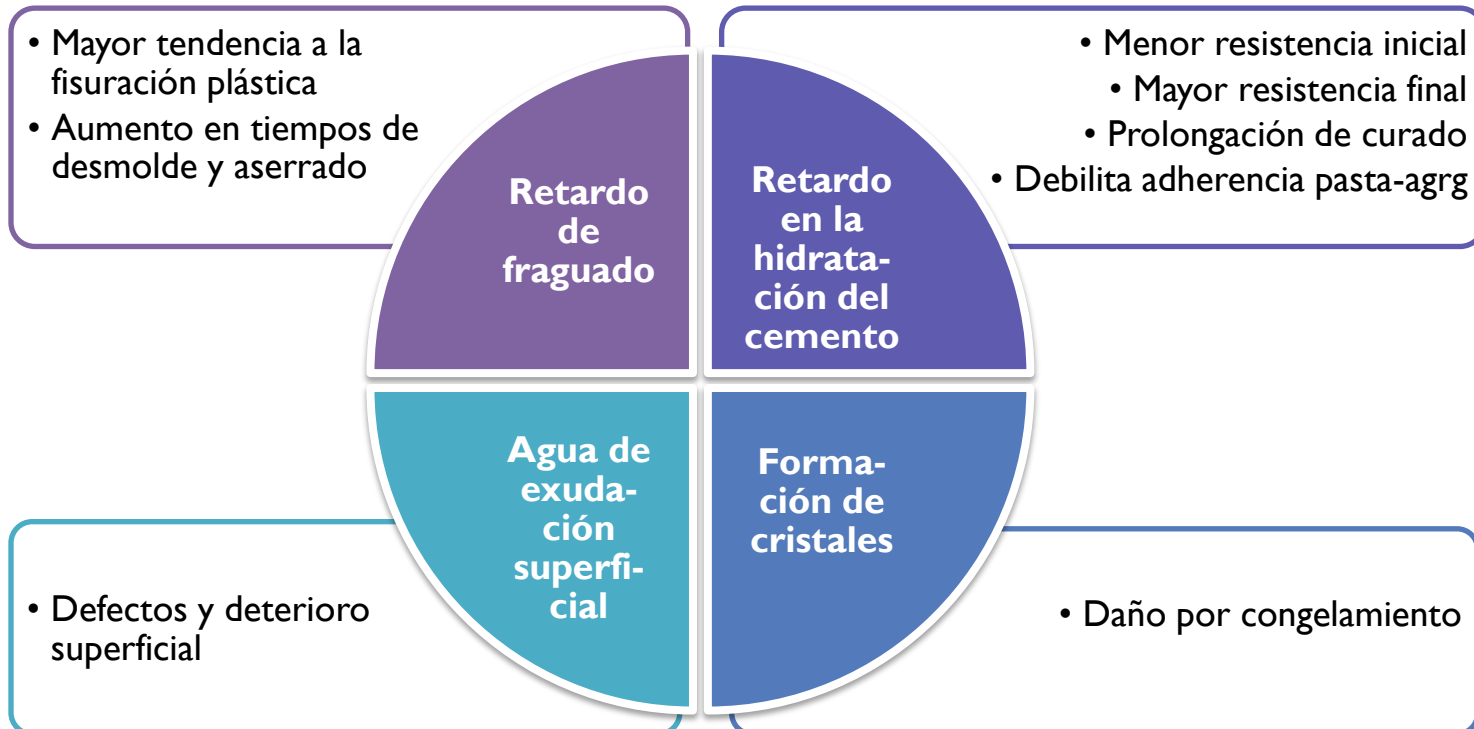 • Mayor tendencia a la
fisuración plástica
• Aumento en tiempos de
desmolde y aserrado
• Menor resistencia inicial
• Mayor resistencia final
• Prolongación de curado
• Debilita adherencia pasta-agrg
Retardo
de
fraguado
Retardo
en la
hidrata-
ción del
cemento
Agua de
exuda-
ción
superfi-
cial
Forma-
ción de
cristales
• Defectos y deterioro
superficial
• Daño por congelamiento